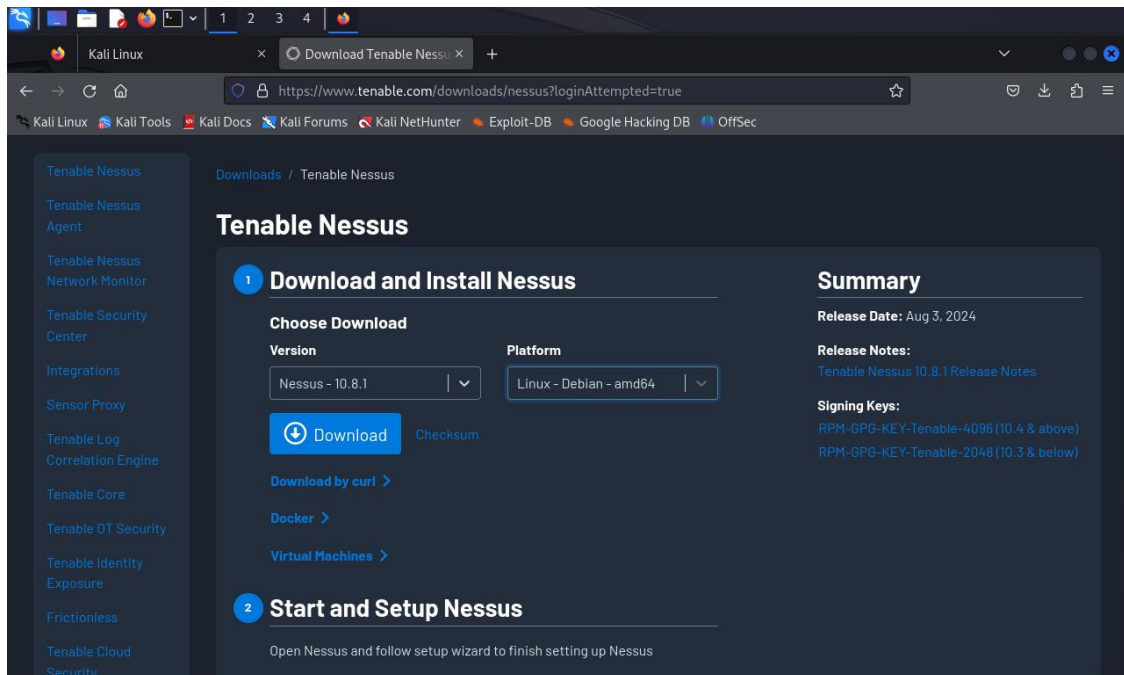 1 2 3 4
Kali Linux
Download Tenable Nessu
https://www.tenable.com/downloads/nessus?loginAttempted=true
Kali Linux Kali Tools Kali Docs Kali Forums Kali NetHunter Exploit-DB Google Hacking DB OffSec
Tenable Nessus
Tenable Nessus
Agent
Tenable Nessus
Network Monitor
Tenable Security
Center
Integrations
Sensor Proxy
Tenable Log
Correlation Engine
Tenable Core
Tenable OT Security
Tenable Identity
Exposure
Frictionless
Tenable Cloud
Security
Downloads / Tenable Nessus
Tenable Nessus
1 Download and Install Nessus
Choose Download
Version Platform
Nessus - 10.8.1 Linux - Debian - amd64
Download Checksum
Download by curl
Docker
Virtual Machines
2 Start and Setup Nessus
Open Nessus and follow setup wizard to finish setting up Nessus
Summary
Release Date: Aug 3, 2024
Release Notes:
Tenable Nessus 10.8.1 Release Notes
Signing Keys:
RPM-GPG-KEY-Tenable-4096 (10.4 & above)
RPM-GPG-KEY-Tenable-2048 (10.3 & below)